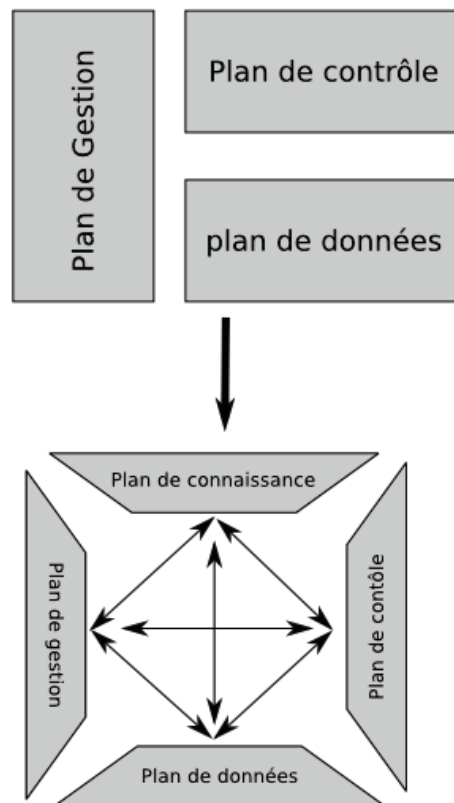 Plan de Gestion
Plan de contrôle
plan de données
Plan de connaissance
Plan de gestion
Plan de contôle
Plan de données